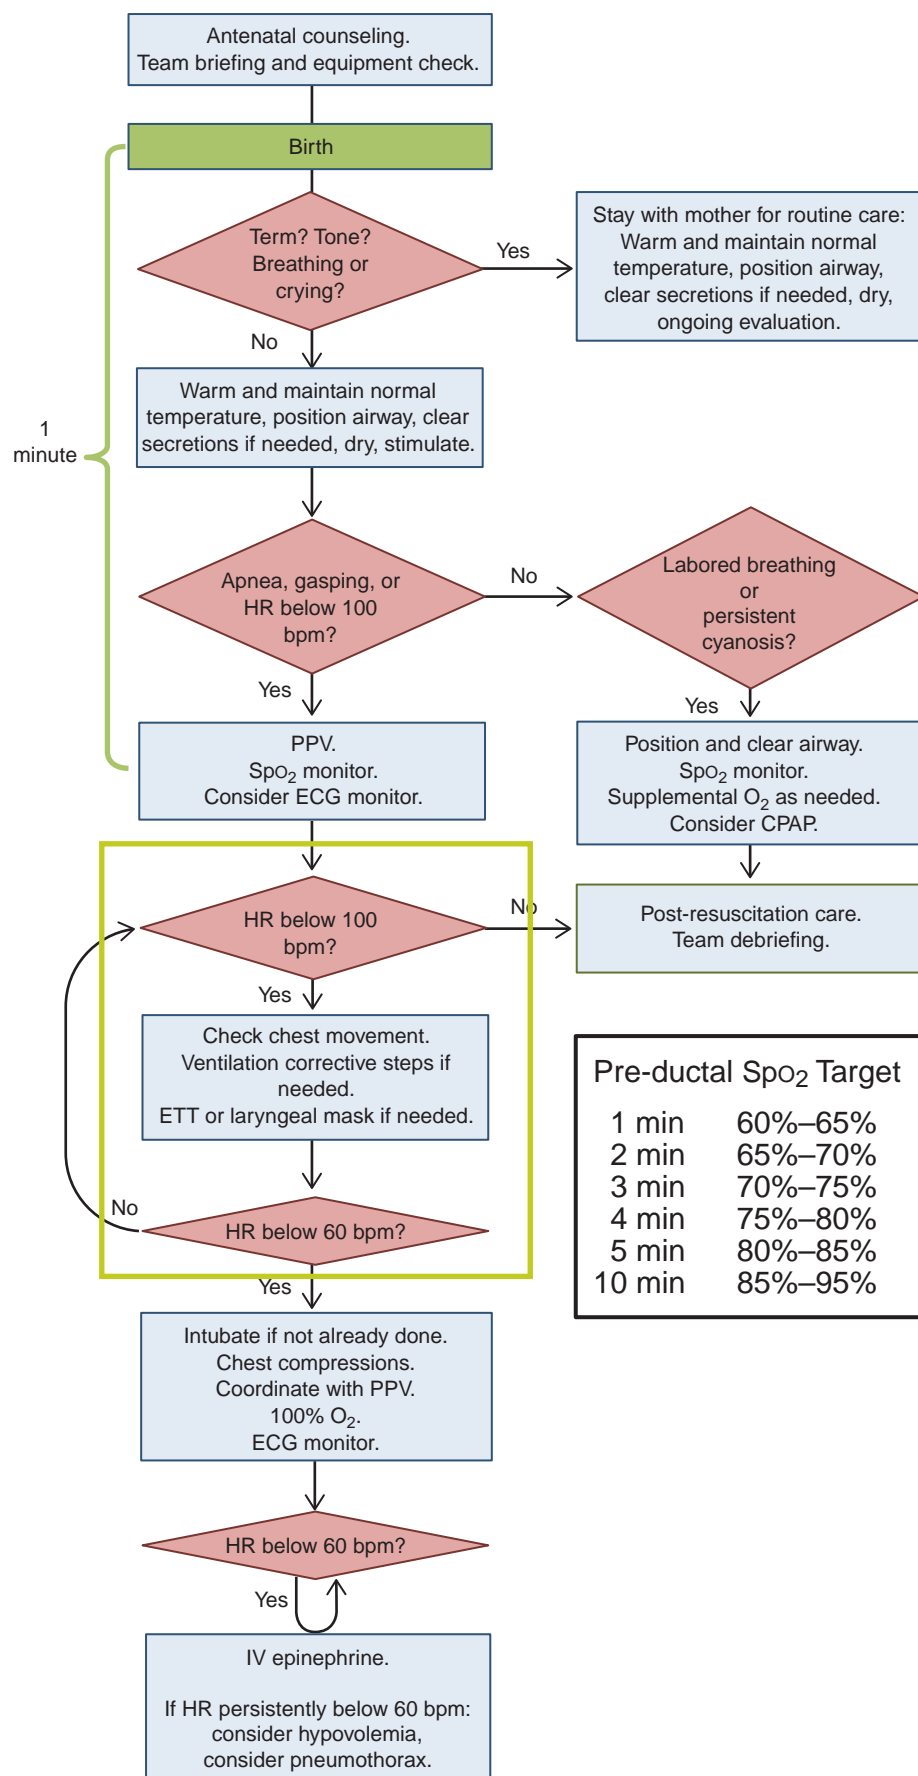 Antenatal counseling.
Team briefing and equipment check.
Birth
Term? Tone?
Breathing or
crying?
Yes
Stay with mother for routine care:
Warm and maintain normal
temperature, position airway,
clear secretions if needed, dry,
ongoing evaluation.
No
1
minute
Warm and maintain normal
temperature, position airway, clear
secretions if needed, dry, stimulate.
Apnea, gasping, or
HR below 100
bpm?
No
Labored breathing
or
persistent
cyanosis?
Yes
Yes
PPV.
SpO2 monitor.
Consider ECG monitor.
Position and clear airway.
SpO2 monitor.
Supplemental O2 as needed.
Consider CPAP.
HR below 100
bpm?
No
Post-resuscitation care.
Team debriefing.
Yes
Check chest movement.
Ventilation corrective steps if
needed.
ETT or laryngeal mask if needed.
No
HR below 60 bpm?
Yes
Pre-ductal SpO2 Target
1 min 60%–65%
2 min 65%–70%
3 min 70%–75%
4 min 75%–80%
5 min 80%–85%
10 min 85%–95%
Intubate if not already done.
Chest compressions.
Coordinate with PPV.
100% O2.
ECG monitor.
HR below 60 bpm?
Yes
IV epinephrine.
If HR persistently below 60 bpm:
consider hypovolemia,
consider pneumothorax.